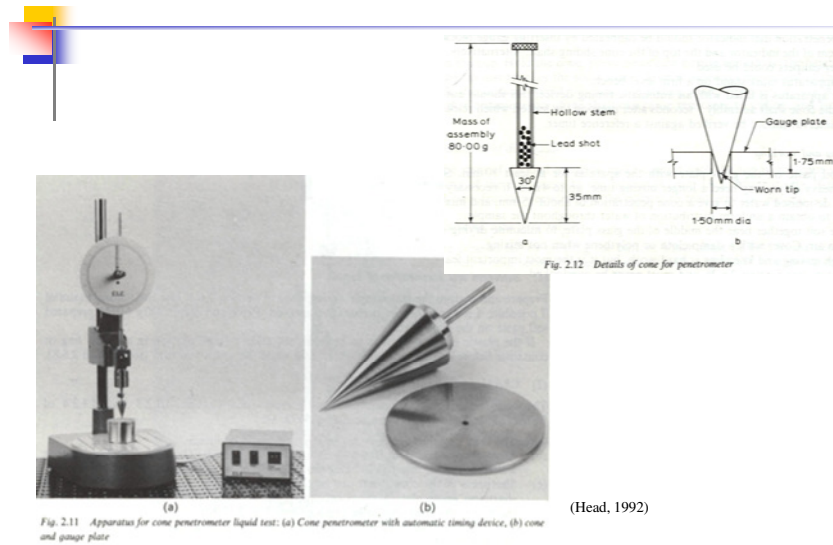 Mass of
assembly
80·00 g
Hollow stem
Lead shot
30°
35mm
a
Gauge plate
1·75mm
Worn tip
1·50mm dia
b
Fig. 2.12 Details of cone for penetrometer
ELE
(a)
(b)
(Head, 1992)
Fig. 2.11 Apparatus for cone penetrometer liquid test: (a) Cone penetrometer with automatic timing device, (b) cone
and gauge plate